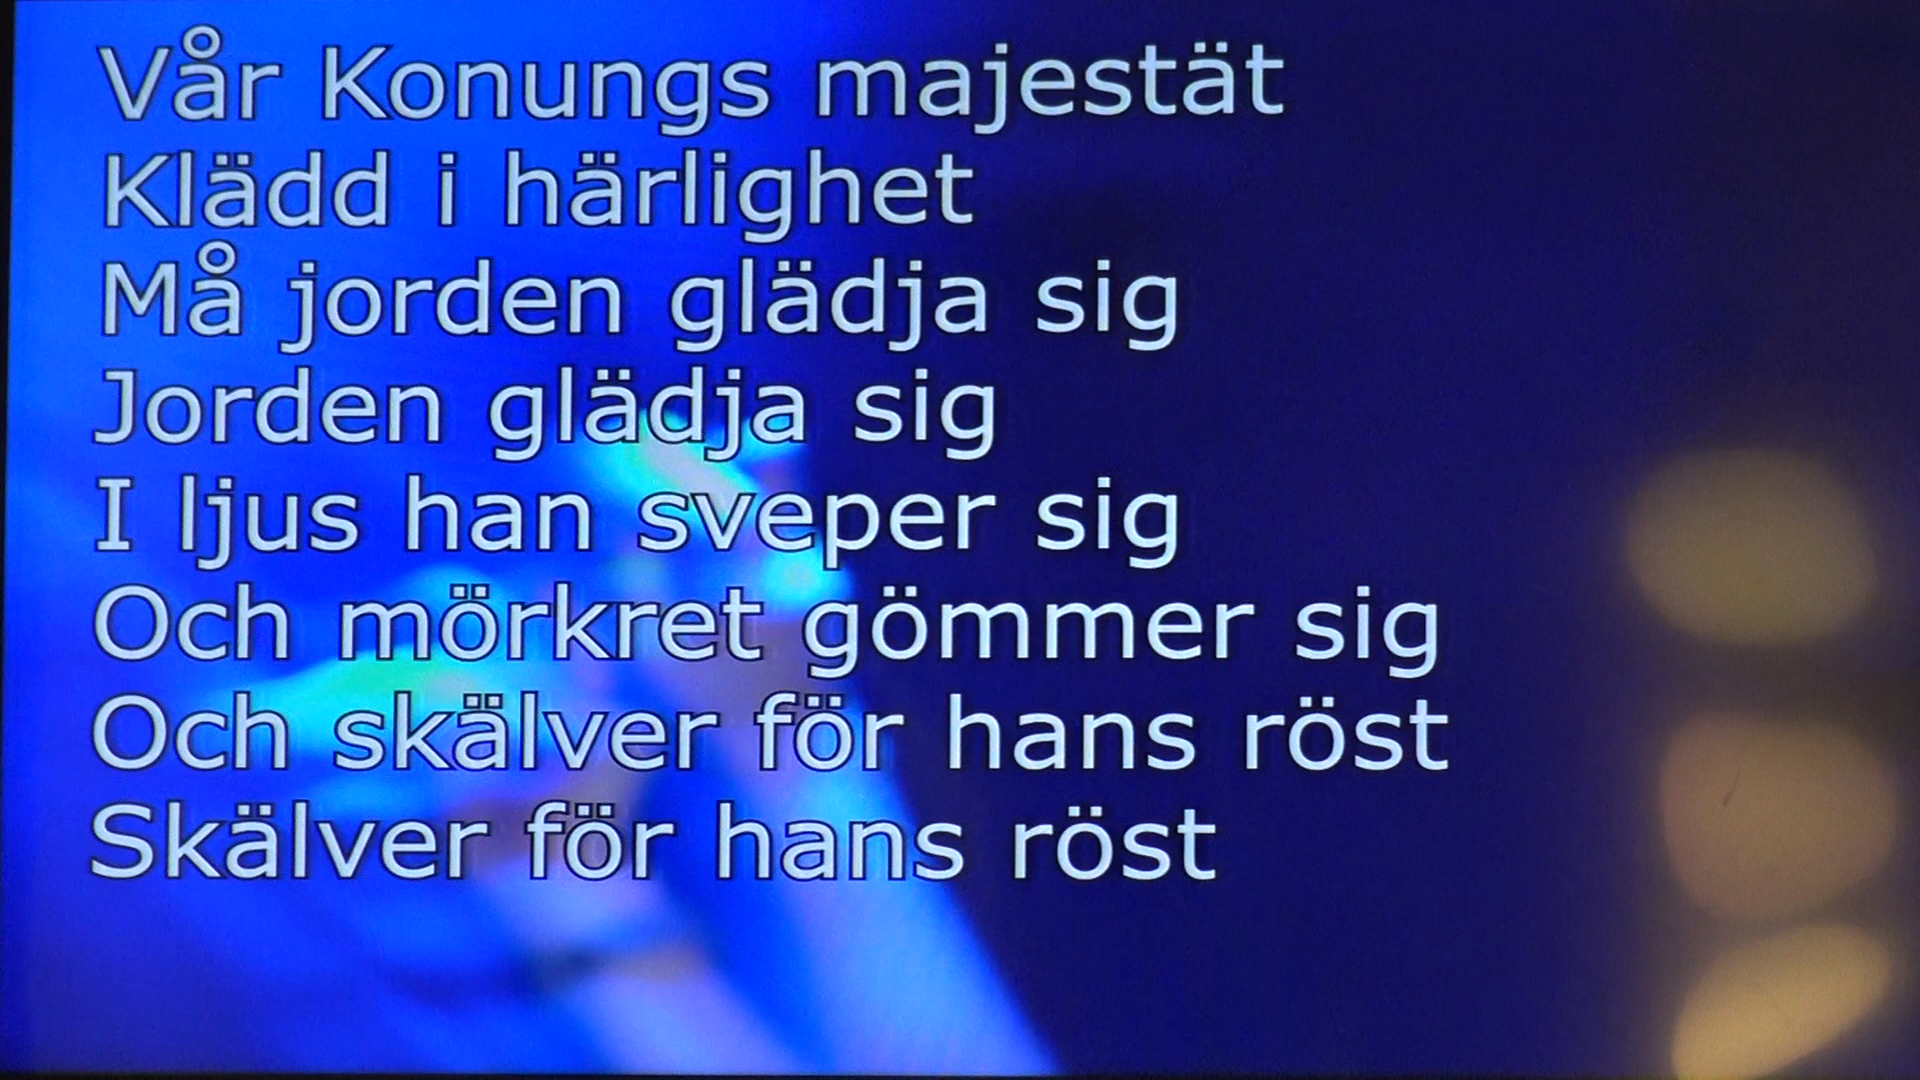 Vår Konungs majestät
Klädd i härlighet
Må jorden glädja sig
Jorden glädja sig
I ljus han sveper sig
Och mörkret gömmer sig
Och skälver för hans röst
Skälver för hans röst